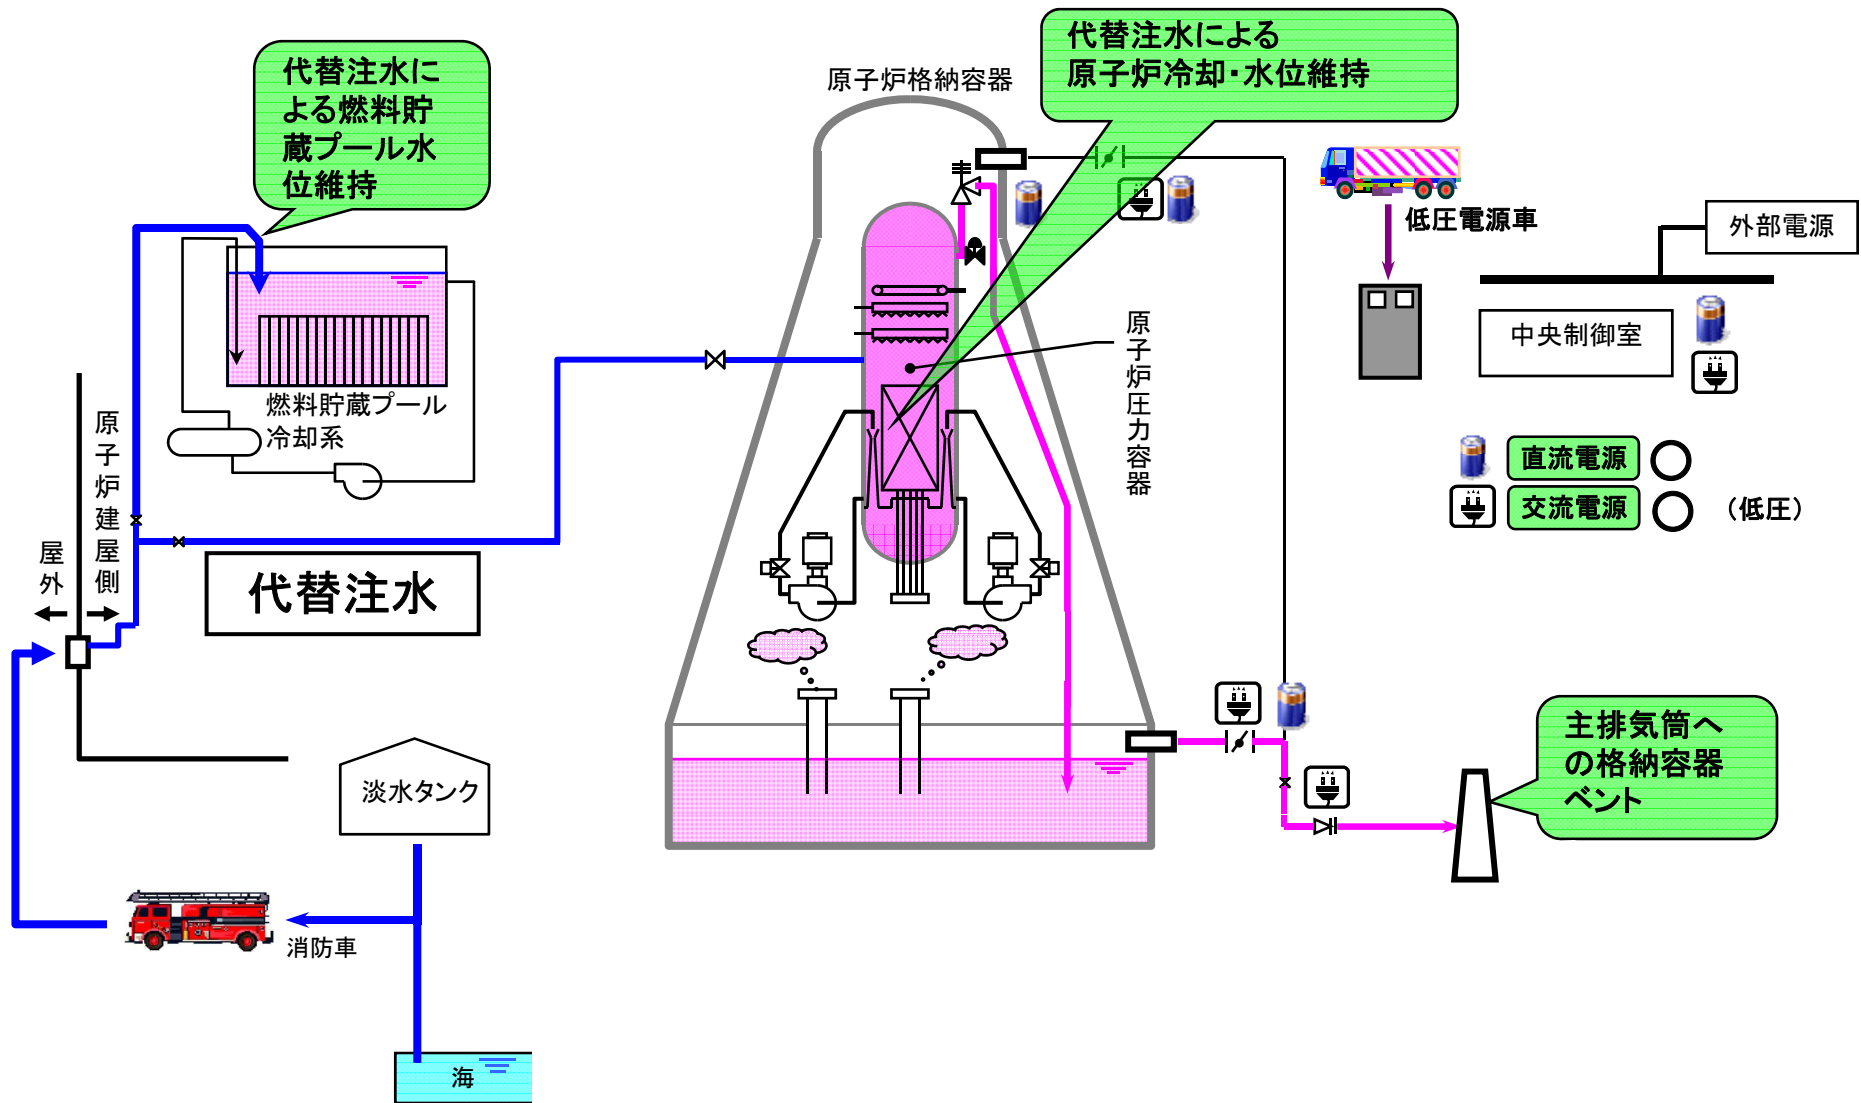 代替注水に
よる燃料貯
蔵プール水
位維持
原子炉格納容器
代替注水による
原子炉冷却・水位維持
低圧電源車
外部電源
中央制御室
直流電源
交流電源
（低圧）
原子炉圧力容器
燃料貯蔵プール
冷却系
原子炉建屋側
屋外
代替注水
淡水タンク
消防車
海
主排気筒へ
の格納容器
ベント